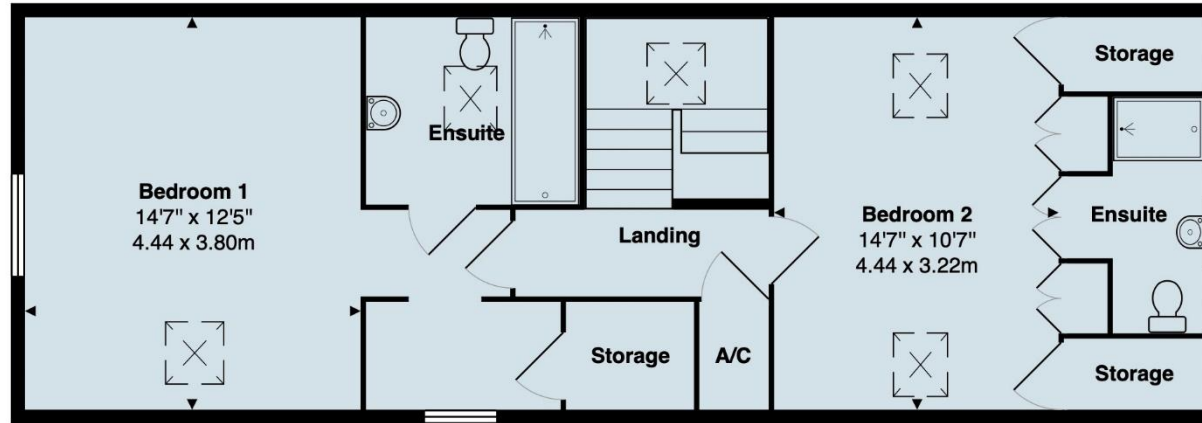 Bedroom 1
14'7" x 12'5"
4.44 x 3.80m
Ensuite
Landing
Storage
A/C
Bedroom 2
14'7" x 10'7"
4.44 x 3.22m
Storage
Ensuite
Storage